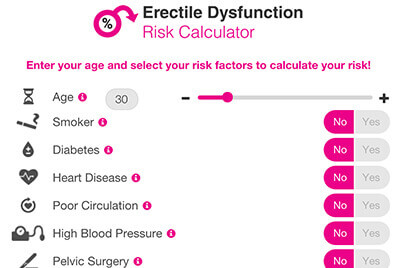 %
Erectile Dysfunction
Risk Calculator
Enter your age and select your risk factors to calculate your risk!
Age i 30 - +
Smoker i No Yes
Diabetes i No Yes
Heart Disease i No Yes
Poor Circulation i No Yes
High Blood Pressure i No Yes
Pelvic Surgery i No Yes